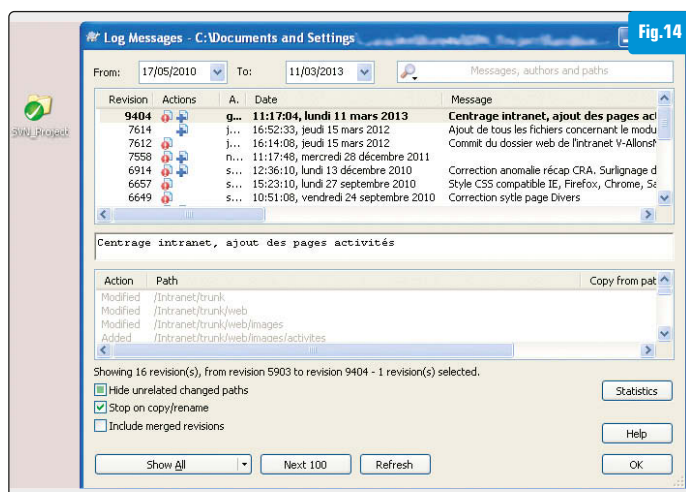 Fig.14
Log Messages - C:\Documents and Settings\
From: 17/05/2010 To: 11/03/2013 Messages, authors and paths
SVN_Project
Revision Actions A. Date Message
9404 g... 11:17:04, lundi 11 mars 2013 Centrage intranet, ajout des pages act
7614 j... 16:52:33, jeudi 15 mars 2012 Ajout de tous les fichiers concernant le modu
7612 j... 16:14:08, jeudi 15 mars 2012 Commit du dossier web de l'intranet V-AllonsN
7558 n... 11:17:48, mercredi 28 décembre 2011
6914 s... 12:36:10, lundi 13 décembre 2010 Correction anomalie récap CRA. Surlignage d
6657 s... 15:23:10, lundi 27 septembre 2010 Style CSS compatible IE, Firefox, Chrome, Sa
6649 s... 10:51:08, vendredi 24 septembre 2010 Correction sytle page Divers
Centrage intranet, ajout des pages activités
Action Path Copy from pat
Modified /Intranet/trunk
Modified /Intranet/trunk/web
Modified /Intranet/trunk/web/images
Added /Intranet/trunk/web/images/activites
Showing 16 revision(s), from revision 5903 to revision 9404 - 1 revision(s) selected.
Hide unrelated changed paths Statistics
Stop on copy/rename
Include merged revisions
Help
Show All Next 100 Refresh OK